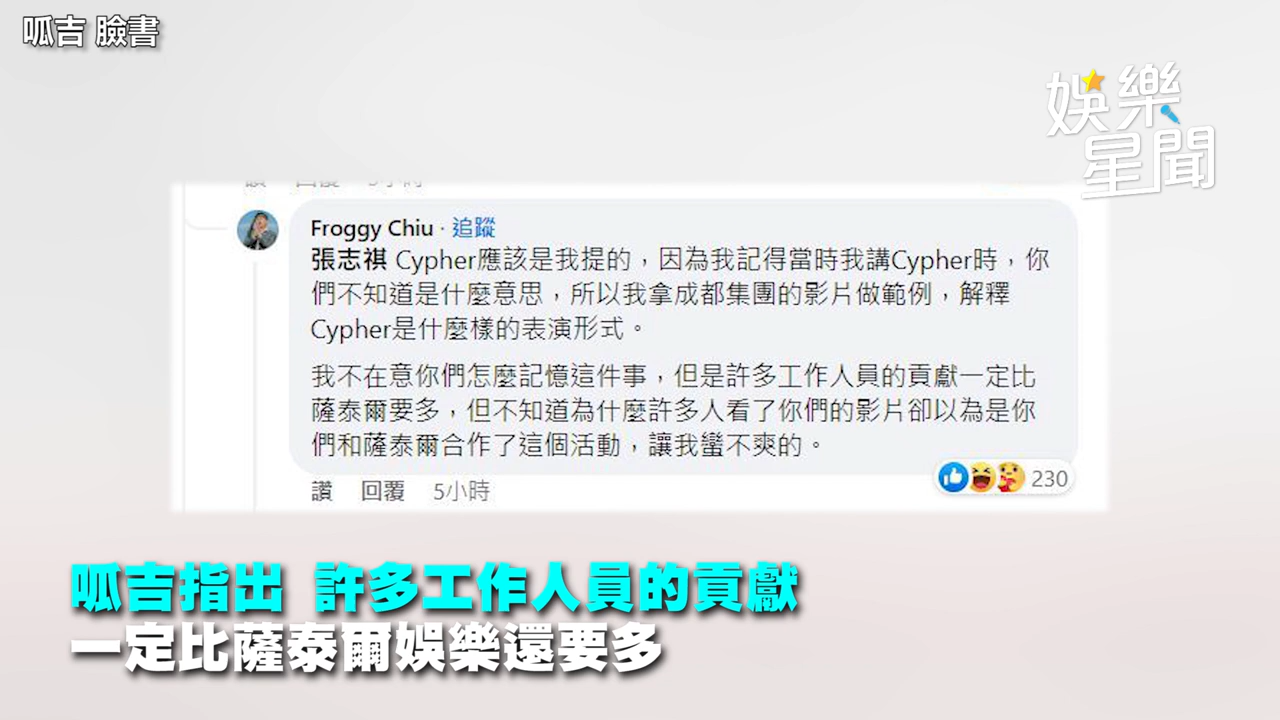 呱吉 臉書
娛樂
星聞
Froggy Chiu · 追蹤
張志祺 Cypher應該是我提的，因為我記得當時我講Cypher時，你
們不知道是什麼意思，所以我拿成都集團的影片做範例，解釋
Cypher是什麼樣的表演形式。
我不在意你們怎麼記憶這件事，但是許多工作人員的貢獻一定比
薩泰爾要多，但不知道為什麼許多人看了你們的影片卻以為是你
們和薩泰爾合作了這個活動，讓我蠻不爽的。
讚 回覆 5小時
230
呱吉指出 許多工作人員的貢獻
一定比薩泰爾娛樂還要多